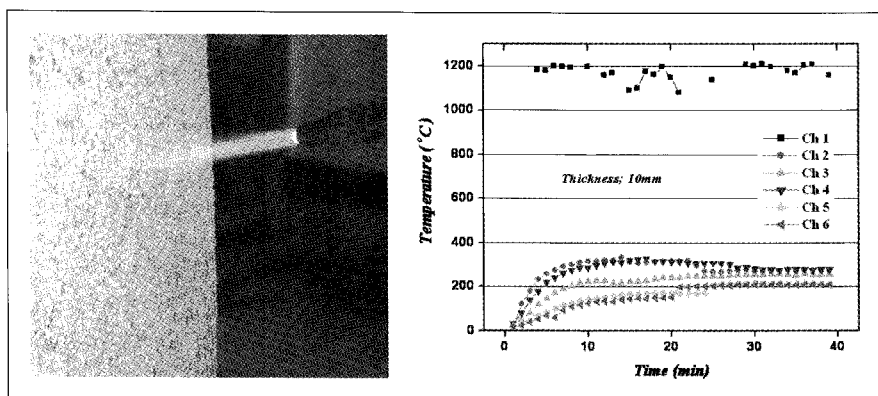 1200
1000
800
600
400
200
0
Temperature (°C)
Thickness; 10mm
Ch 1
Ch 2
Ch 3
Ch 4
Ch 5
Ch 6
0 10 20 30 40
Time (min)